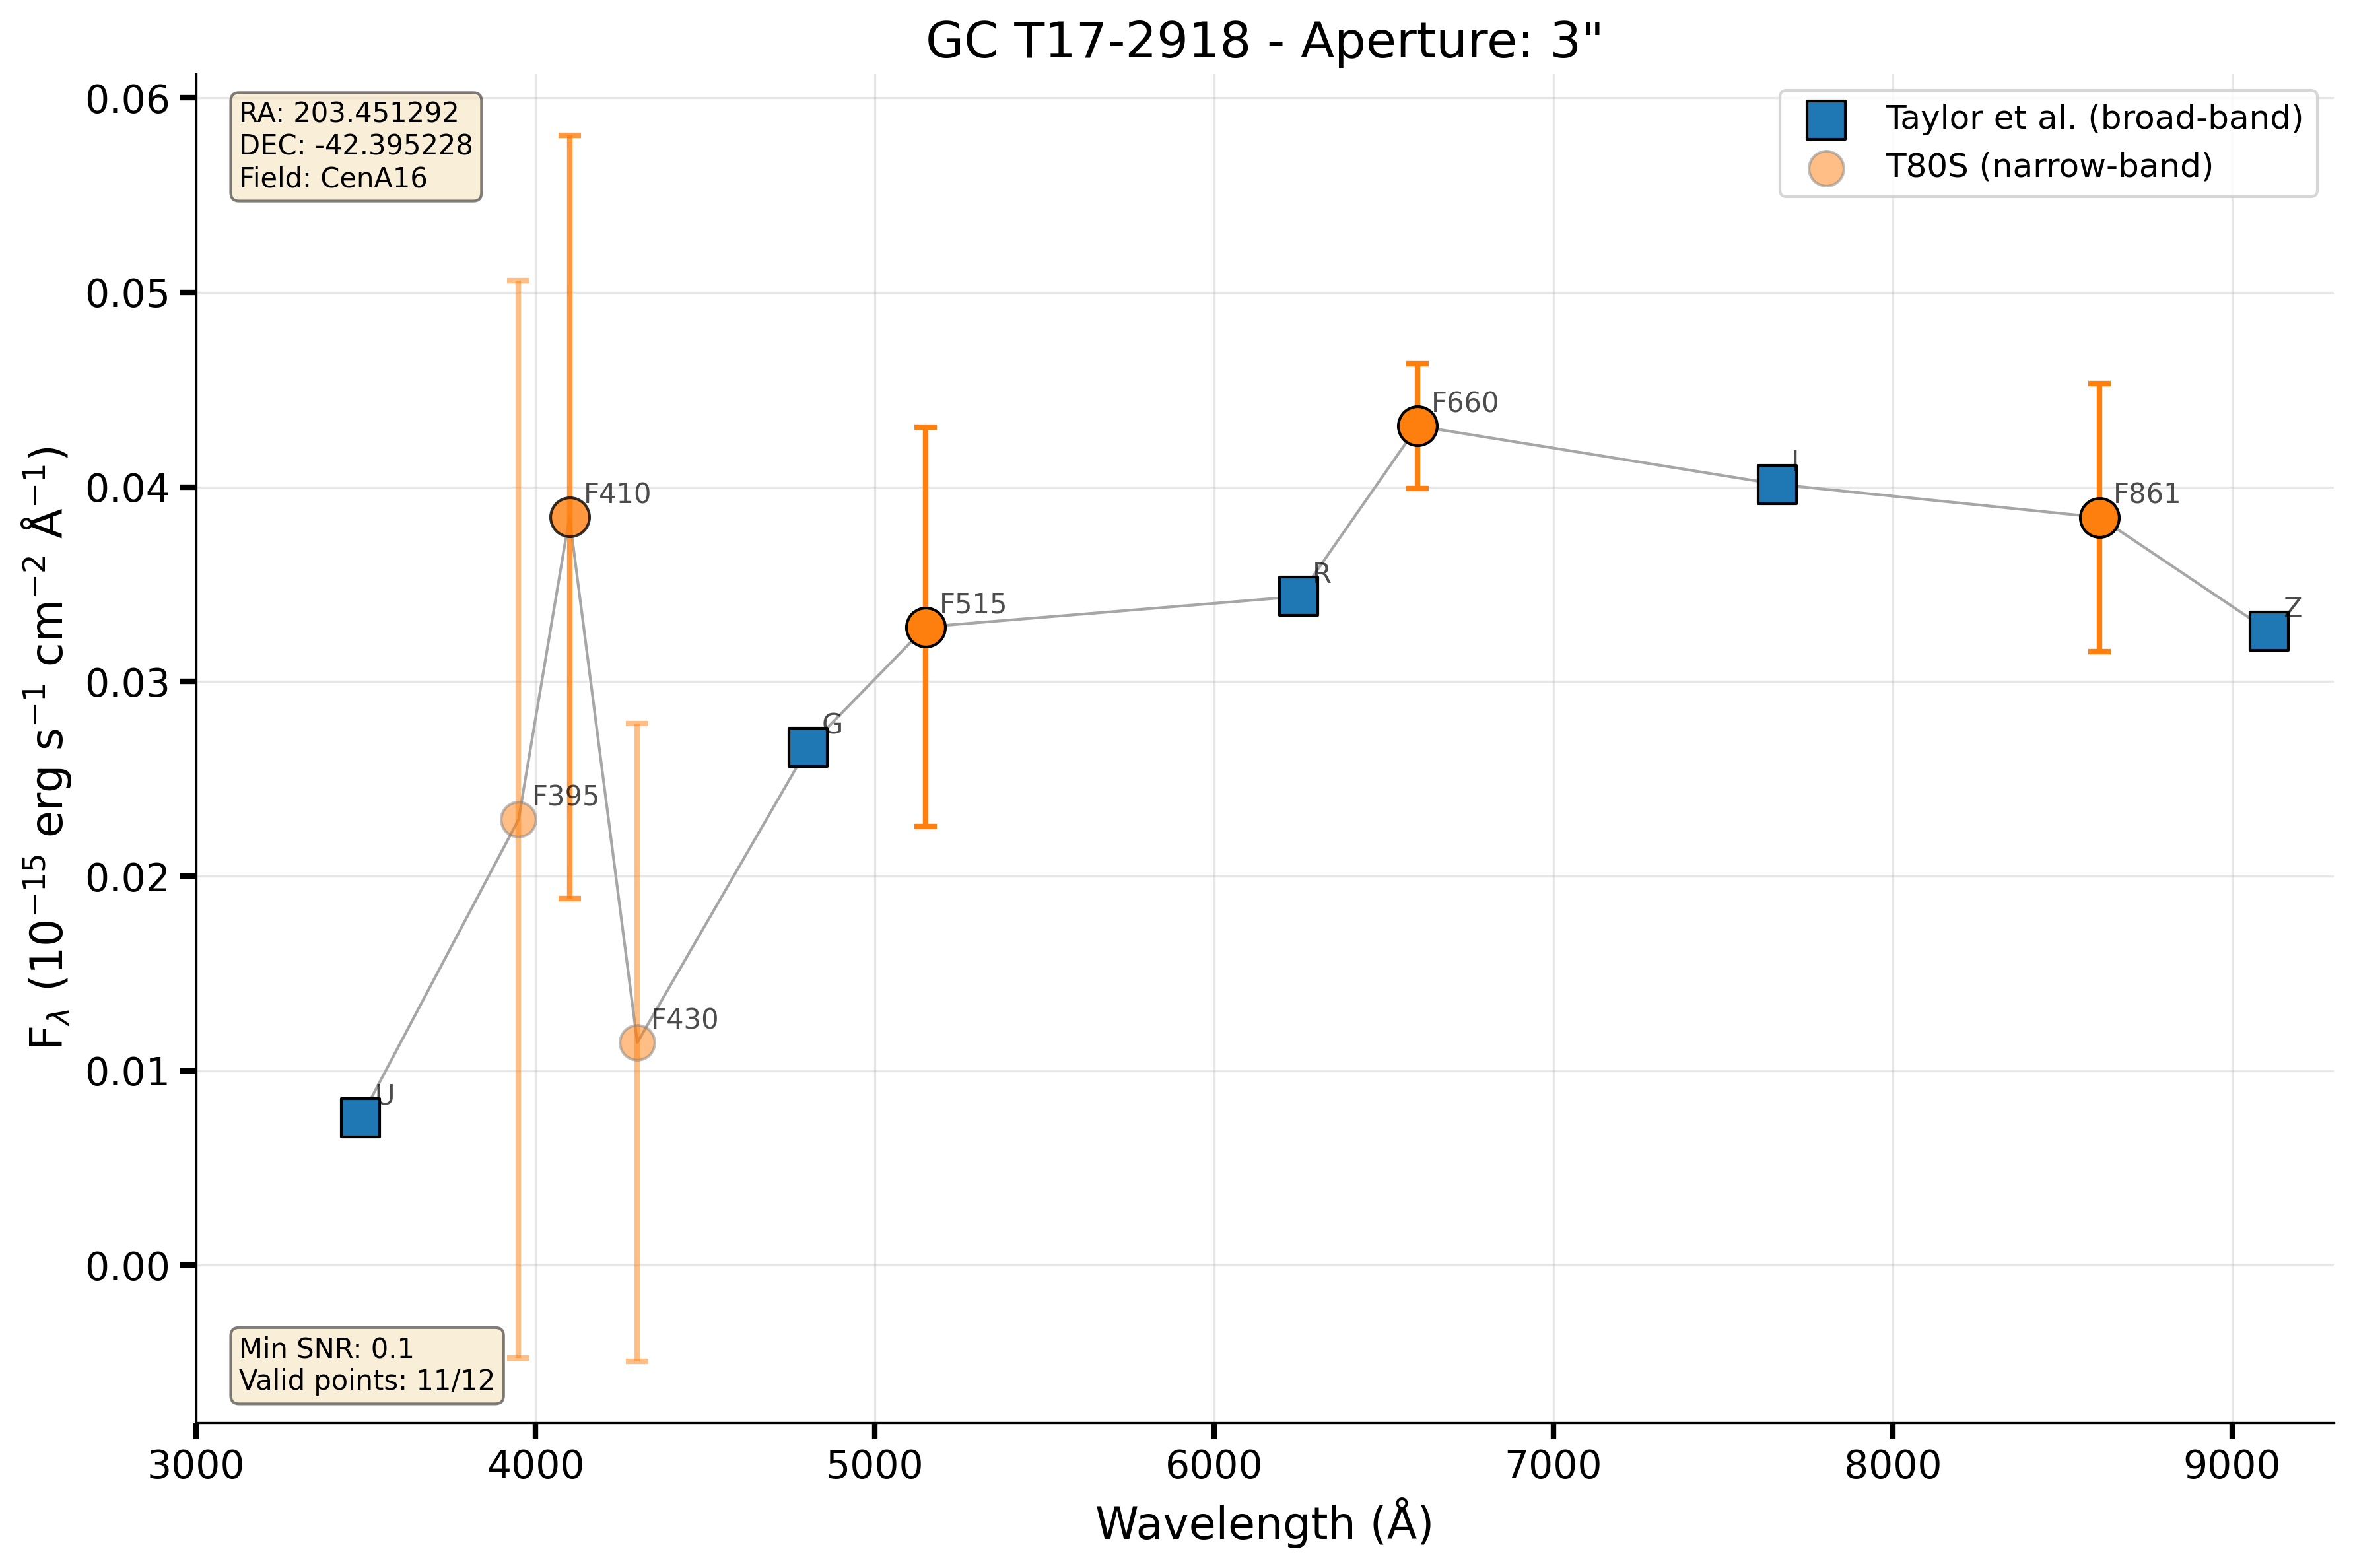 GC T17-2918 - Aperture: 3"
RA: 203.451292
DEC: -42.395228
Field: CenA16
Taylor et al. (broad-band)
T80S (narrow-band)
F_λ (10⁻¹⁵ erg s⁻¹ cm⁻² Å⁻¹)
0.06
0.05
0.04
0.03
0.02
0.01
0.00
U
F395
F410
F430
G
F515
R
F660
I
F861
Z
Min SNR: 0.1
Valid points: 11/12
3000 4000 5000 6000 7000 8000 9000
Wavelength (Å)